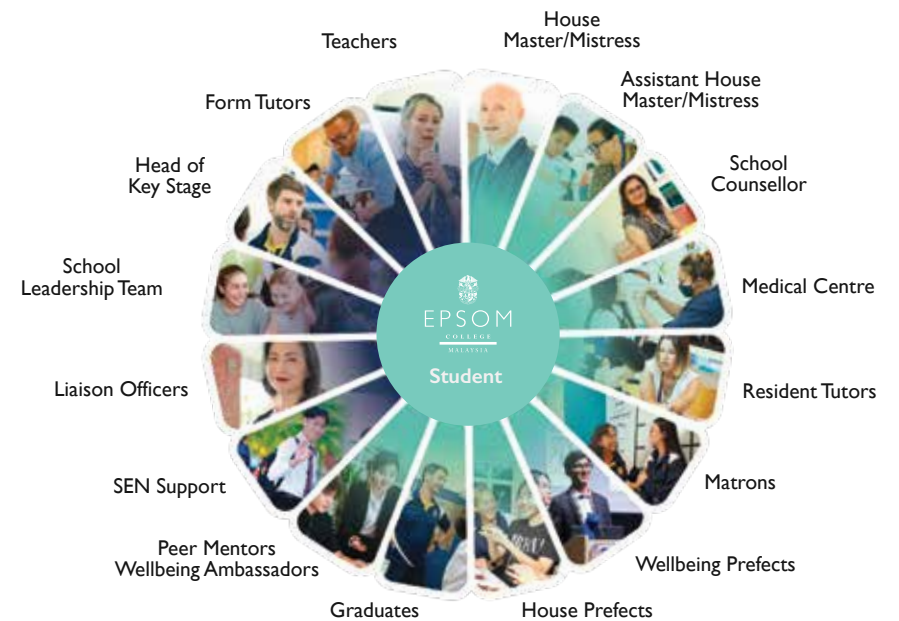 House
Master/Mistress
Assistant House
Master/Mistress
School
Counsellor
Medical Centre
Resident Tutors
Matrons
Wellbeing Prefects
House Prefects
Graduates
Peer Mentors
Wellbeing Ambassadors
SEN Support
Liaison Officers
School
Leadership Team
Head of
Key Stage
Form Tutors
Teachers
EPSOM
COLLEGE
MALAYSIA
Student